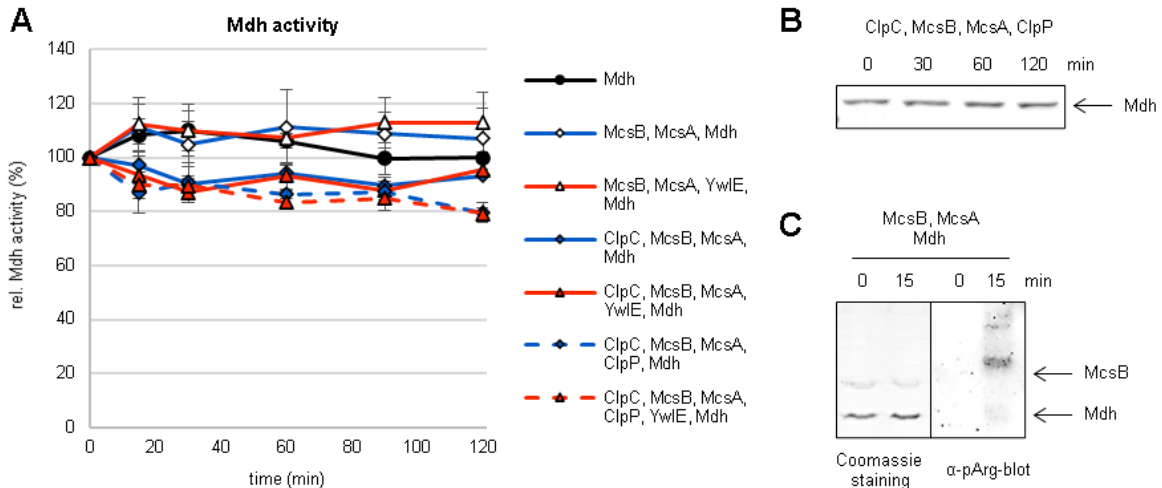 A
Mdh activity
140
120
100
80
60
40
20
0
rel. Mdh activity (%)
0 20 40 60 80 100 120
time (min)
Mdh
McsB, McsA, Mdh
McsB, McsA, YwlE,
Mdh
ClpC, McsB, McsA,
Mdh
ClpC, McsB, McsA,
YwlE, Mdh
ClpC, McsB, McsA,
ClpP, Mdh
ClpC, McsB, McsA,
ClpP, YwlE, Mdh
B
ClpC, McsB, McsA, ClpP
0 30 60 120 min
Mdh
C
McsB, McsA
Mdh
0 15 0 15 min
McsB
Mdh
Coomassie
staining
α-pArg-blot